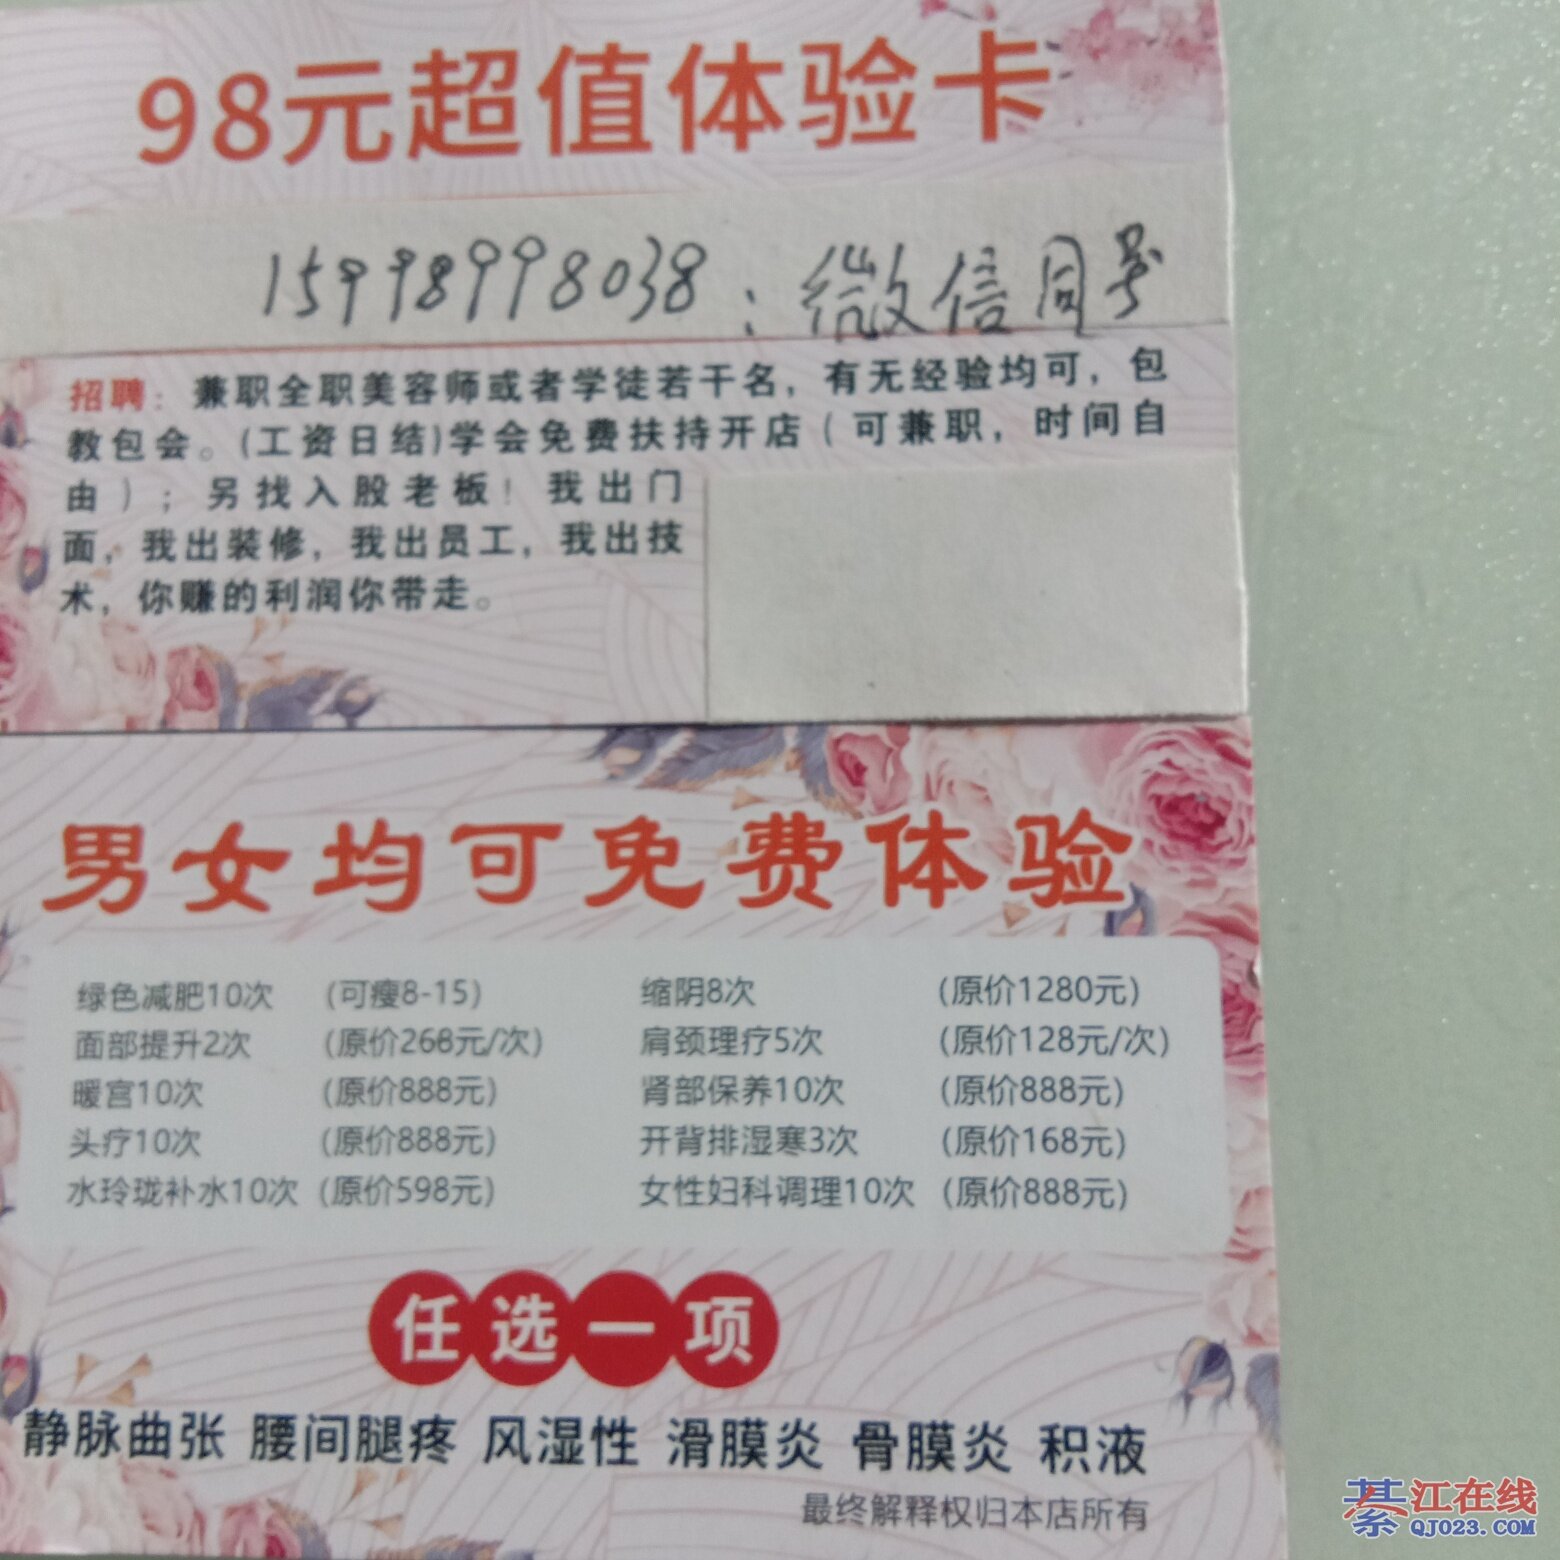 98元超值体验卡
15998998038：微信同号
招聘：兼职全职美容师或者学徒若干名，有无经验均可，包
教包会。(工资日结)学会免费扶持开店（可兼职，时间自
由）；另找入股老板！我出门
面，我出装修，我出员工，我出技
术，你赚的利润你带走。
男女均可免费体验
绿色减肥10次 (可瘦8-15) 缩阴8次 (原价1280元)
面部提升2次 (原价268元/次) 肩颈理疗5次 (原价128元/次)
暖宫10次 (原价888元) 肾部保养10次 (原价888元)
头疗10次 (原价888元) 开背排湿寒3次 (原价168元)
水玲珑补水10次 (原价598元) 女性妇科调理10次 (原价888元)
任选一项
静脉曲张 腰间腿疼 风湿性 滑膜炎 骨膜炎 积液
最终解释权归本店所有
綦江在线
QJ023.COM